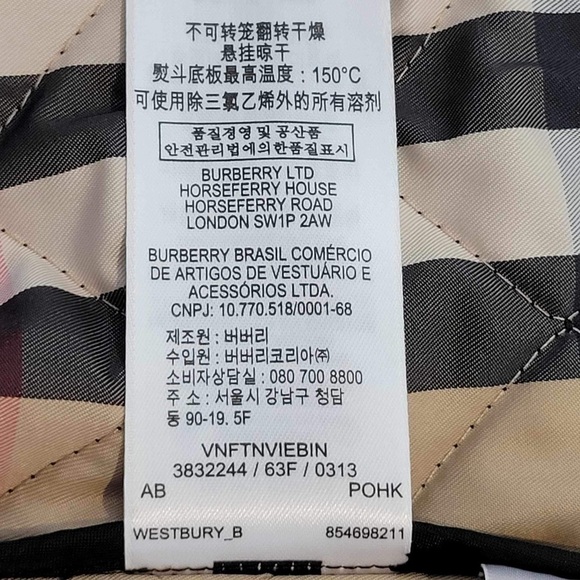 不可转笼翻转干燥
悬挂晾干
熨斗底板最高温度：150°C
可使用除三氯乙烯外的所有溶剂
품질경영 및 공산품
안전관리법에의한품질표시
BURBERRY LTD
HORSEFERRY HOUSE
HORSEFERRY ROAD
LONDON SW1P 2AW
BURBERRY BRASIL COMÉRCIO
DE ARTIGOS DE VESTUÁRIO E
ACESSÓRIOS LTDA.
CNPJ: 10.770.518/0001-68
제조원 : 버버리
수입원 : 버버리코리아㈜
소비자상담실 : 080 700 8800
주 소 : 서울시 강남구 청담
동 90-19. 5F
VNFTNVIEBIN
3832244 / 63F / 0313
AB POHK
WESTBURY_B 854698211